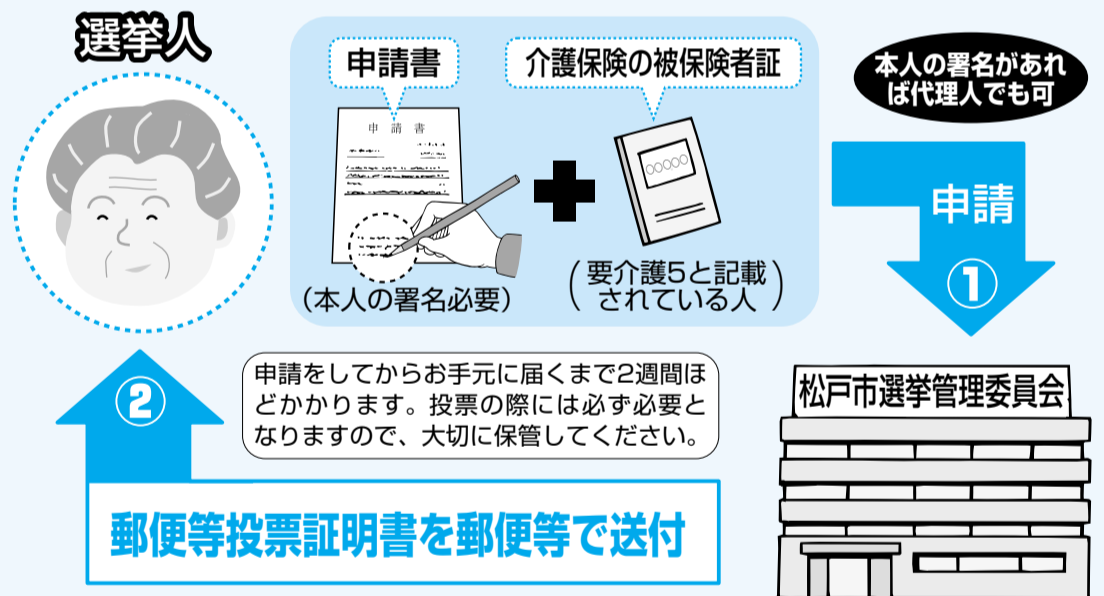 選挙人
申請書
介護保険の被保険者証
本人の署名があれ
ば代理人でも可
申請書
○○○○○
(本人の署名必要)
(要介護5と記載
されている人)
申請
①
申請をしてからお手元に届くまで2週間ほ
どかかります。投票の際には必ず必要と
なりますので、大切に保管してください。
松戸市選挙管理委員会
②
郵便等投票証明書を郵便等で送付